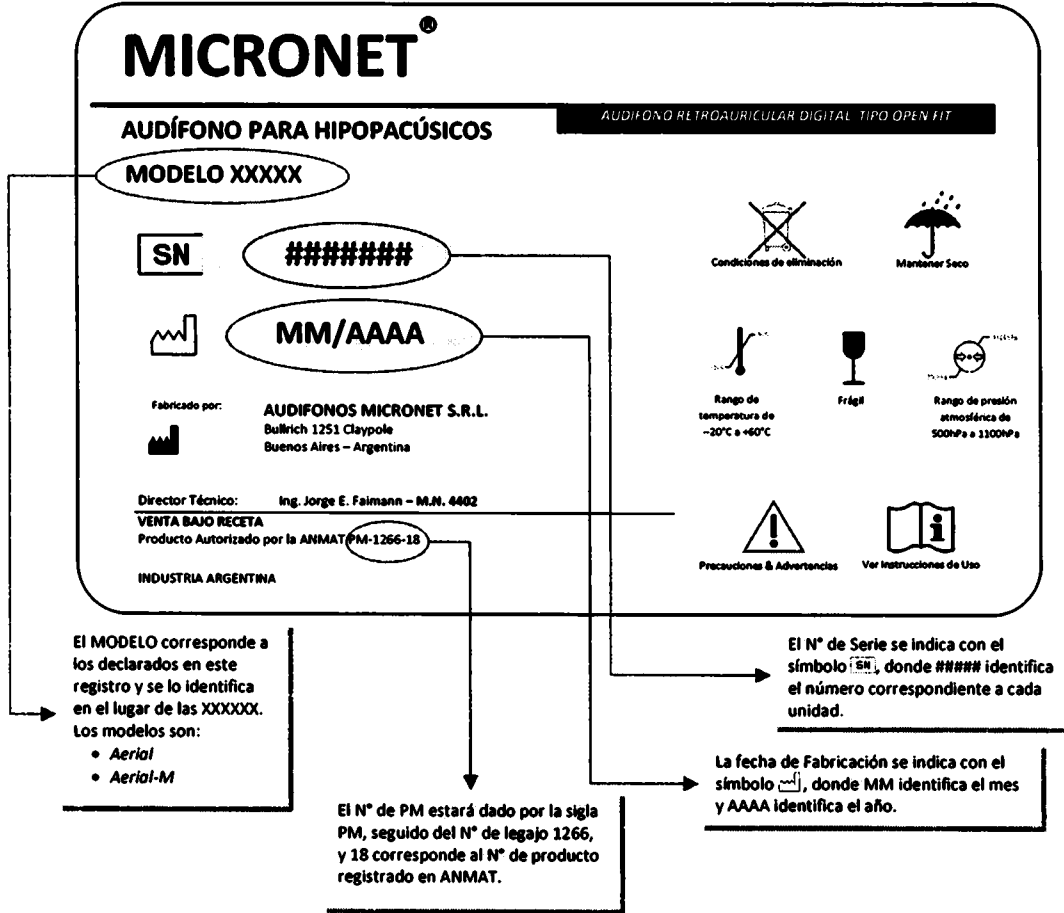 MICRONET®
AUDIFONO RETROAURICULAR DIGITAL TIPO OPEN FIT
AUDÍFONO PARA HIPOPACÚSICOS
MODELO XXXXX
SN
#######
MM/AAAA
Condiciones de eliminación
Mantener Seco
Rango de
temperatura de
-20°C a +60°C
Frágil
Rango de presión
atmosférica de
500hPa a 1100hPa
Fabricado por:
AUDIFONOS MICRONET S.R.L.
Bullrich 1251 Claypole
Buenos Aires – Argentina
Director Técnico: Ing. Jorge E. Faimann – M.N. 4402
VENTA BAJO RECETA
Producto Autorizado por la ANMAT PM-1266-18
INDUSTRIA ARGENTINA
Precauciones & Advertencias
Ver Instrucciones de Uso
El MODELO corresponde a
los declarados en este
registro y se lo identifica
en el lugar de las XXXXXX.
Los modelos son:
• Aerial
• Aerial-M
El N° de PM estará dado por la sigla
PM, seguido del N° de legajo 1266,
y 18 corresponde al N° de producto
registrado en ANMAT.
El N° de Serie se indica con el
símbolo SN, donde ##### identifica
el número correspondiente a cada
unidad.
La fecha de Fabricación se indica con el
símbolo , donde MM identifica el mes
y AAAA identifica el año.